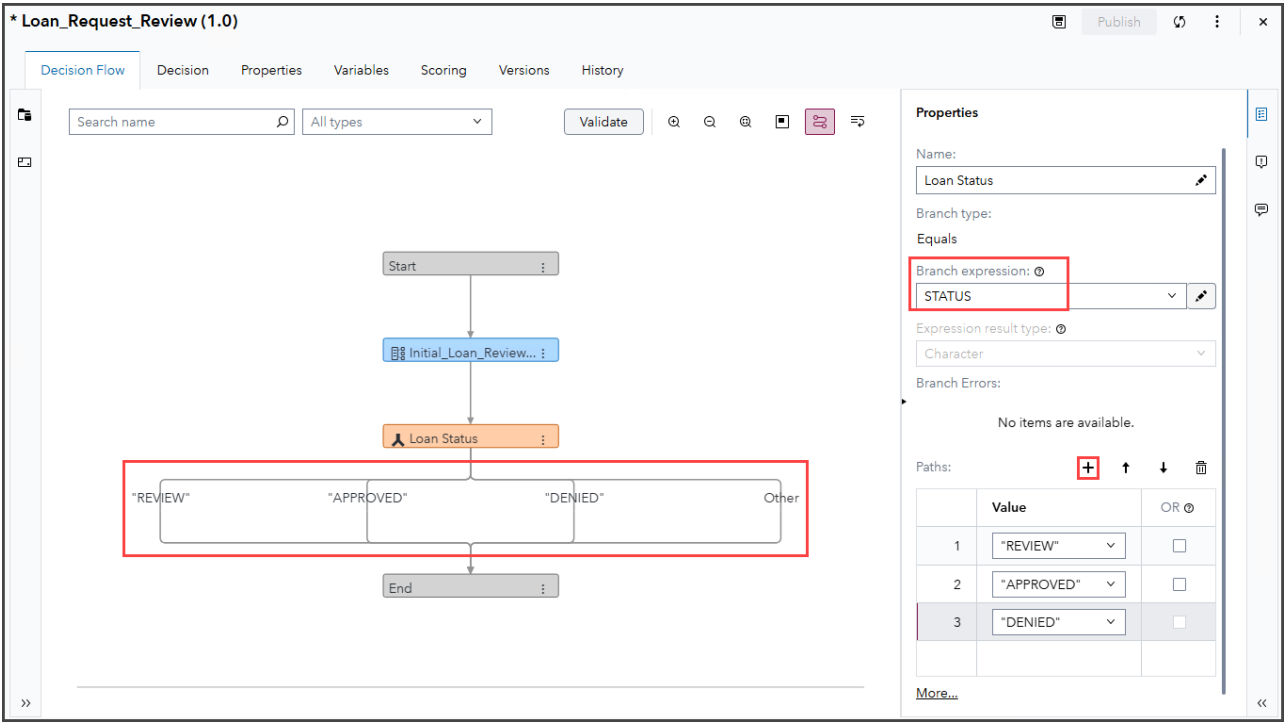 * Loan_Request_Review (1.0)
Publish
Decision Flow
Decision
Properties
Variables
Scoring
Versions
History
Search name
All types
Validate
Start
Initial_Loan_Review...
Loan Status
"REVIEW"
"APPROVED"
"DENIED"
Other
End
Properties
Name:
Loan Status
Branch type:
Equals
Branch expression:
STATUS
Expression result type:
Character
Branch Errors:
No items are available.
Paths:
Value
OR
1
"REVIEW"
2
"APPROVED"
3
"DENIED"
More...